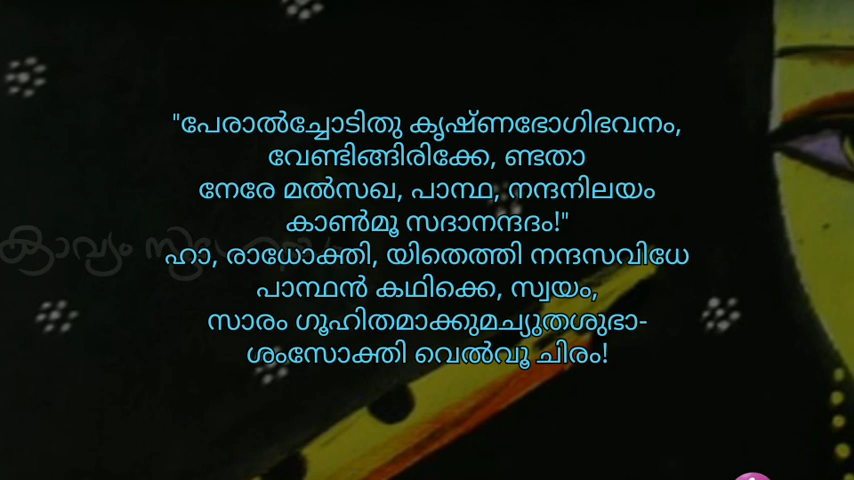 "പേരാൽച്ചോടിതു കൃഷ്ണഭോഗിഭവനം,
വേണ്ടിങ്ങിരിക്കേ, ണ്ടതാ
നേരേ മൽസഖ, പാന്ഥ, നന്ദനിലയം
കാൺമൂ സദാനന്ദദം!"
ഹാ, രാധോക്തി, യിതെത്തി നന്ദസവിധേ
പാന്ഥൻ കഥിക്കെ, സ്വയം,
സാരം ഗൂഹിതമാക്കുമച്യുതശുഭാ-
ശംസോക്തി വെൽവൂ ചിരം!
കാവ്യം